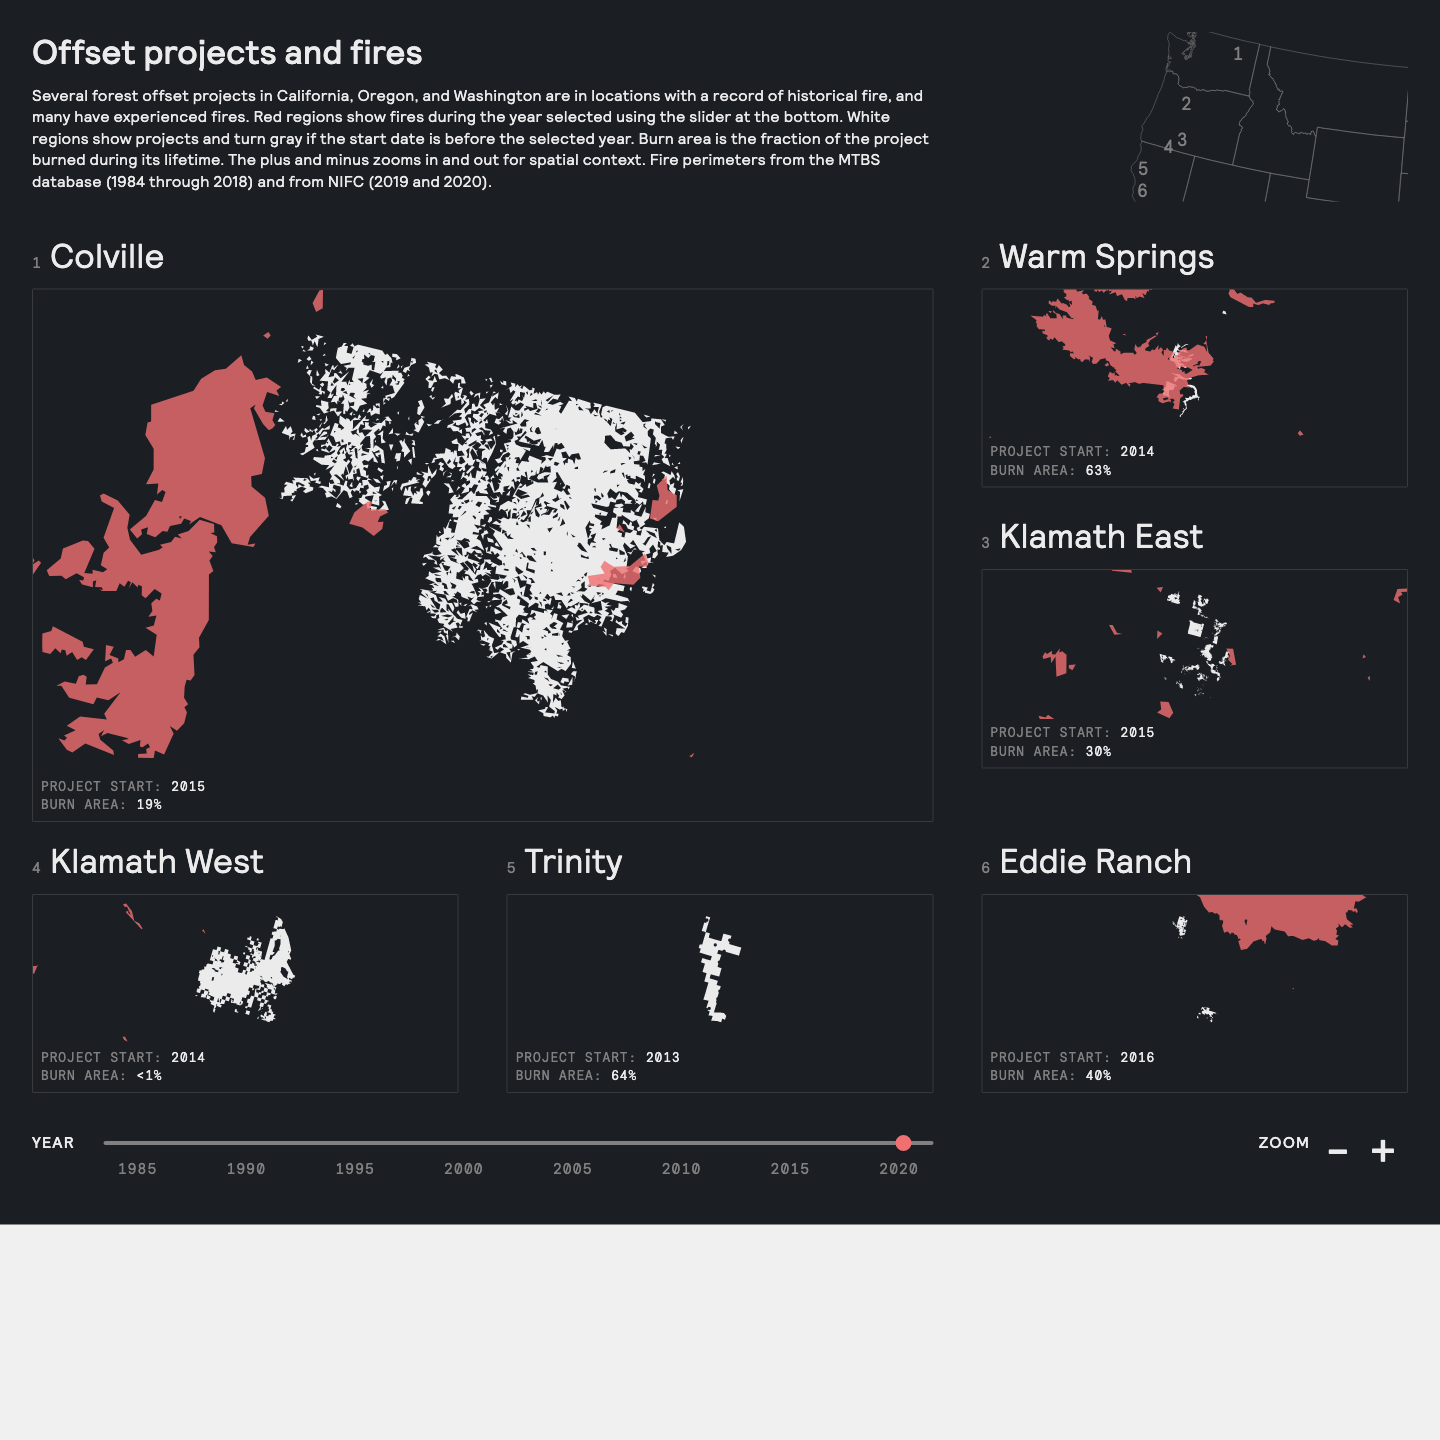 Offset projects and fires
Several forest offset projects in California, Oregon, and Washington are in locations with a record of historical fire, and
many have experienced fires. Red regions show fires during the year selected using the slider at the bottom. White
regions show projects and turn gray if the start date is before the selected year. Burn area is the fraction of the project
burned during its lifetime. The plus and minus zooms in and out for spatial context. Fire perimeters from the MTBS
database (1984 through 2018) and from NIFC (2019 and 2020).
1
2
3
4
5
6
1 Colville
PROJECT START: 2015
BURN AREA: 19%
2 Warm Springs
PROJECT START: 2014
BURN AREA: 63%
3 Klamath East
PROJECT START: 2015
BURN AREA: 30%
4 Klamath West
PROJECT START: 2014
BURN AREA: <1%
5 Trinity
PROJECT START: 2013
BURN AREA: 64%
6 Eddie Ranch
PROJECT START: 2016
BURN AREA: 40%
YEAR
1985 1990 1995 2000 2005 2010 2015 2020
ZOOM − +